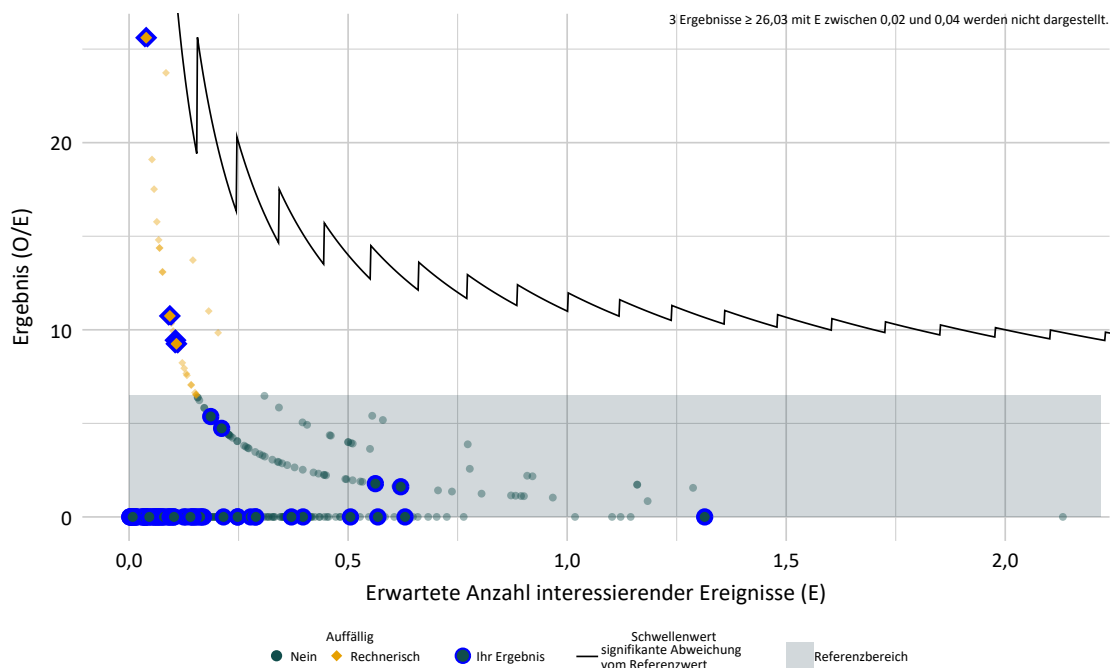 3 Ergebnisse ≥ 26,03 mit E zwischen 0,02 und 0,04 werden nicht dargestellt.
Ergebnis (O/E)
20
10
0
0,0 0,5 1,0 1,5 2,0
Erwartete Anzahl interessierender Ereignisse (E)
Auffällig
Nein Rechnerisch
Ihr Ergebnis
Schwellenwert
signifikante Abweichung
vom Referenzwert
Referenzbereich